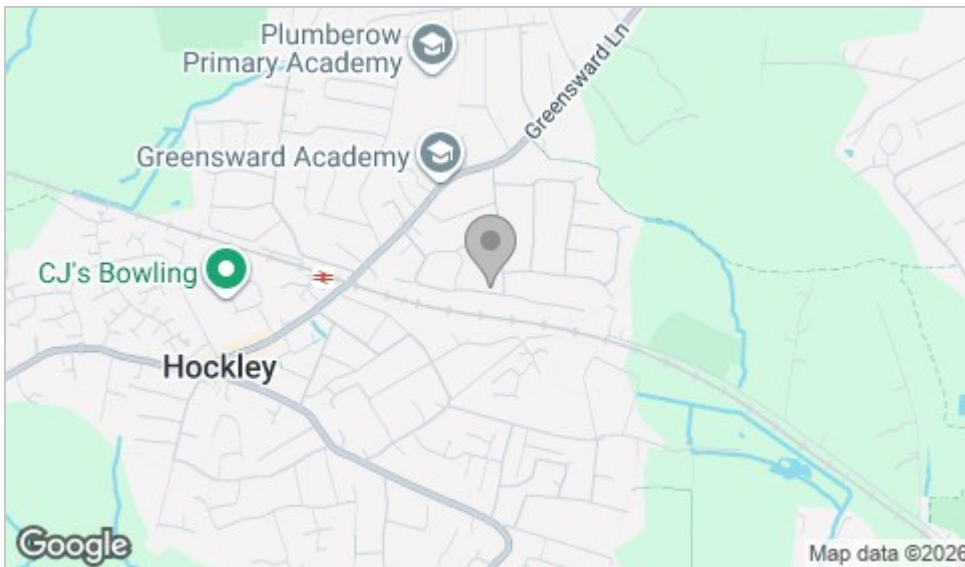 Plumberow
Primary Academy
Greensward Ln
Greensward Academy
CJ's Bowling
Hockley
Google
Map data ©2026